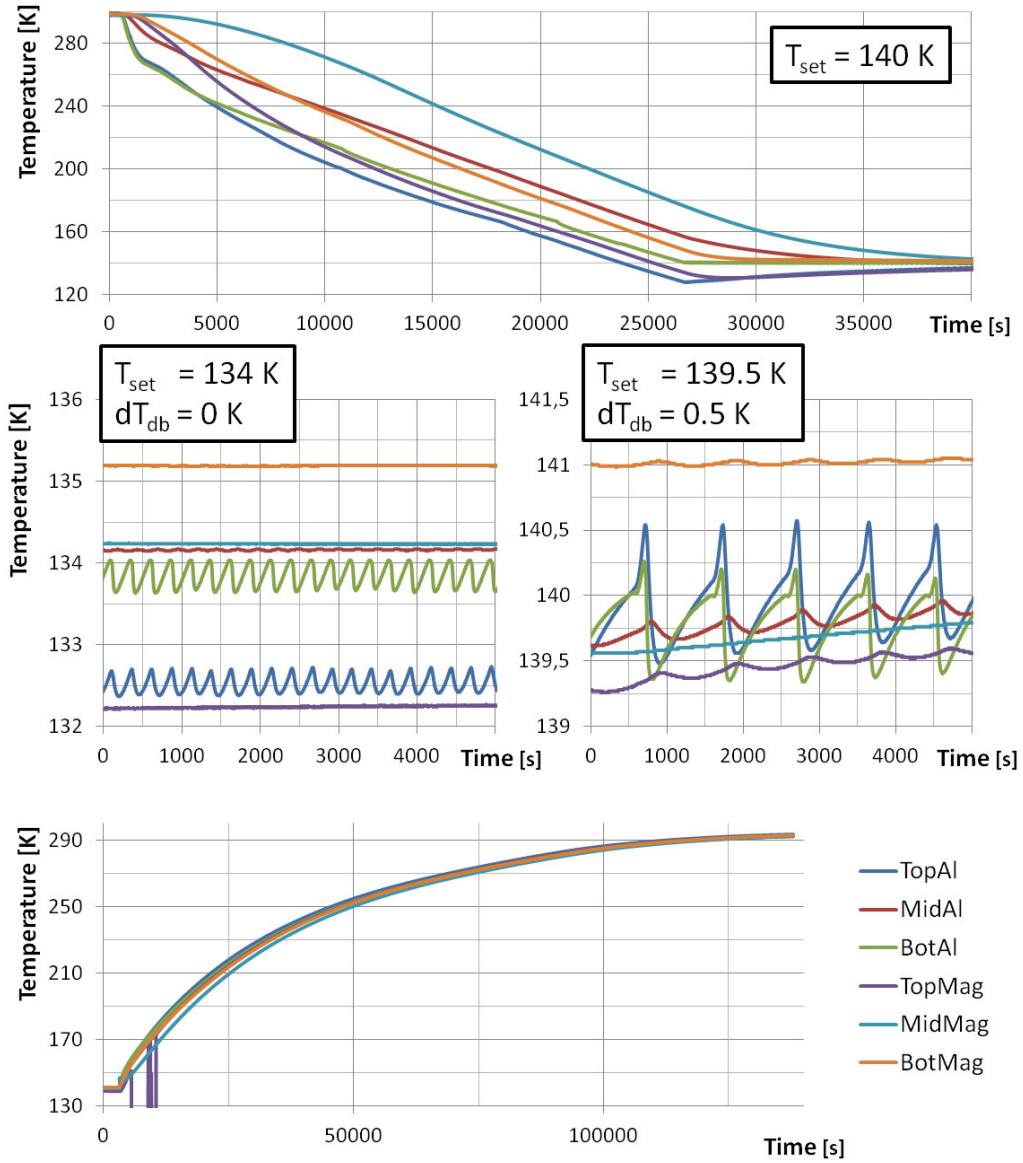 Temperature [K]
T_set = 140 K
280
240
200
160
120
0 5000 10000 15000 20000 25000 30000 35000 Time [s]
T_set = 134 K
dT_db = 0 K
T_set = 139.5 K
dT_db = 0.5 K
Temperature [K]
136
135
134
133
132
0 1000 2000 3000 4000 Time [s]
Temperature [K]
141,5
141
140,5
140
139,5
139
0 1000 2000 3000 4000 Time [s]
Temperature [K]
290
250
210
170
130
0 50000 100000
Time [s]
TopAl
MidAl
BotAl
TopMag
MidMag
BotMag